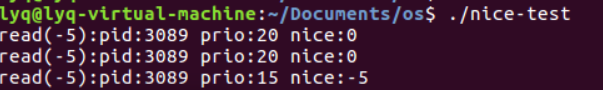 lyq@lyq-virtual-machine:~/Documents/os$ ./nice-test
read(-5):pid:3089 prio:20 nice:0
read(-5):pid:3089 prio:20 nice:0
read(-5):pid:3089 prio:15 nice:-5